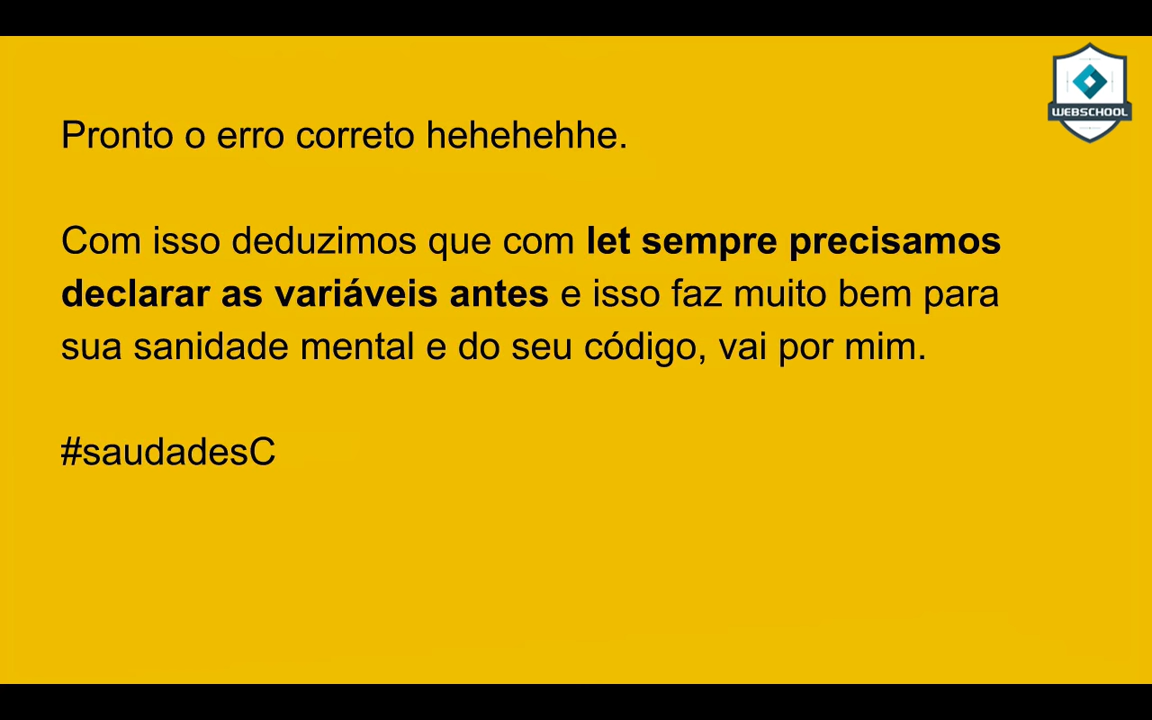 WEBSCHOOL
Pronto o erro correto hehehehhe.
Com isso deduzimos que com let sempre precisamos
declarar as variáveis antes e isso faz muito bem para
sua sanidade mental e do seu código, vai por mim.
#saudadesC